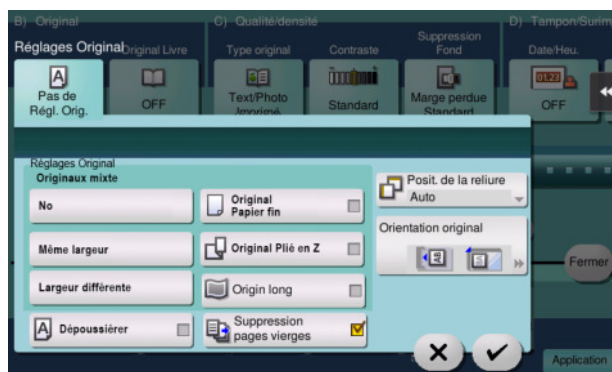 B) Original
C) Qualité/densité
D) Tampon/Surim
Réglages Original
Original Livre
Type original
Contraste
Suppression
Fond
Date/Heu.
Pas de
Régl. Orig.
OFF
Text/Photo
Imprimé
Standard
Marge perdue
Standard
OFF
Réglages Original
Originaux mixte
No
Même largeur
Largeur différente
Dépoussiérer
Original
Papier fin
Original Pliè en Z
Origin long
Suppression
pages vierges
Posit. de la reliure
Auto
Orientation original
Fermer
Application